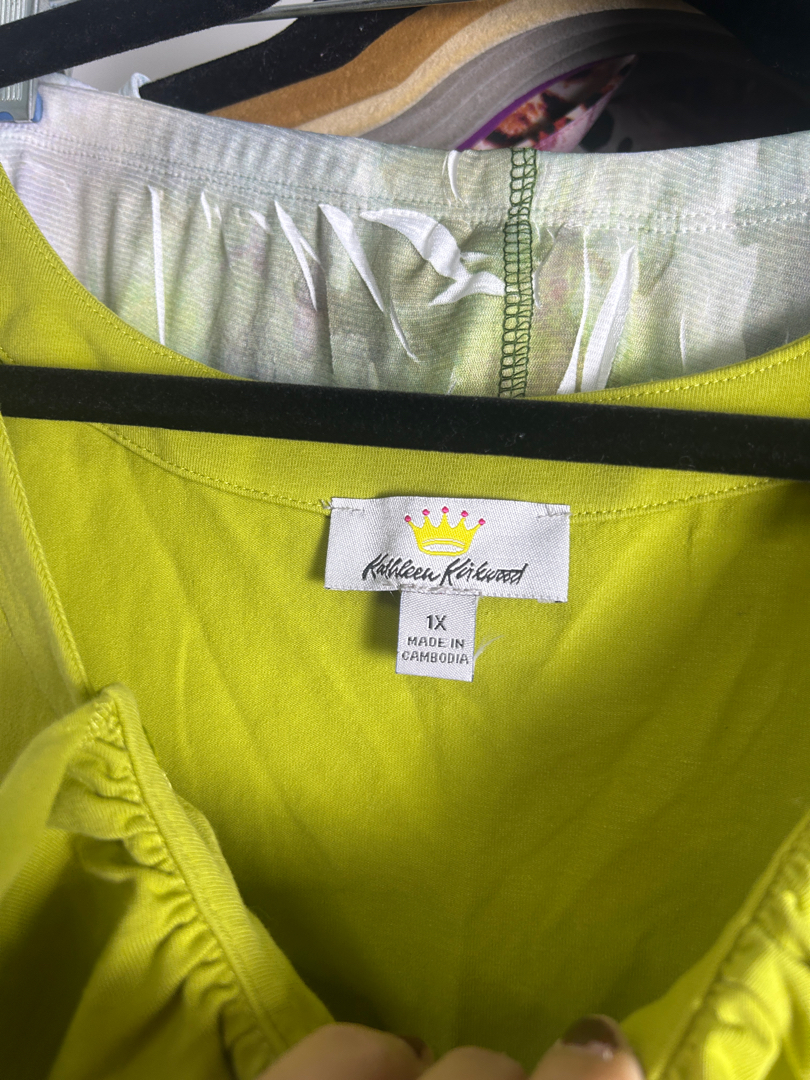 Kathleen Kirkwood
1X
MADE IN
CAMBODIA